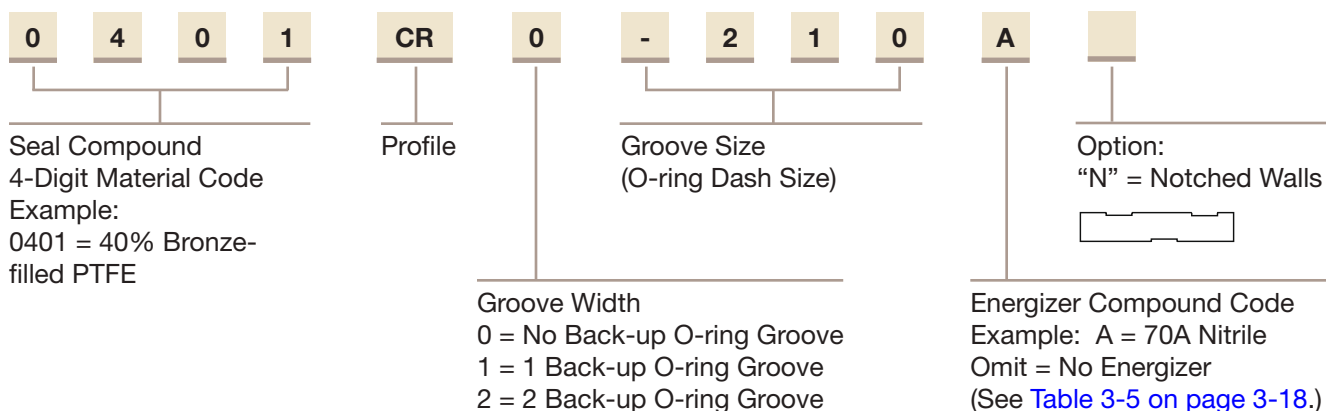 0 4 0 1 CR 0 - 2 1 0 A
Seal Compound
4-Digit Material Code
Example:
0401 = 40% Bronze-
filled PTFE
Profile
Groove Size
(O-ring Dash Size)
Option:
“N” = Notched Walls
Groove Width
0 = No Back-up O-ring Groove
1 = 1 Back-up O-ring Groove
2 = 2 Back-up O-ring Groove
Energizer Compound Code
Example: A = 70A Nitrile
Omit = No Energizer
(See Table 3-5 on page 3-18.)